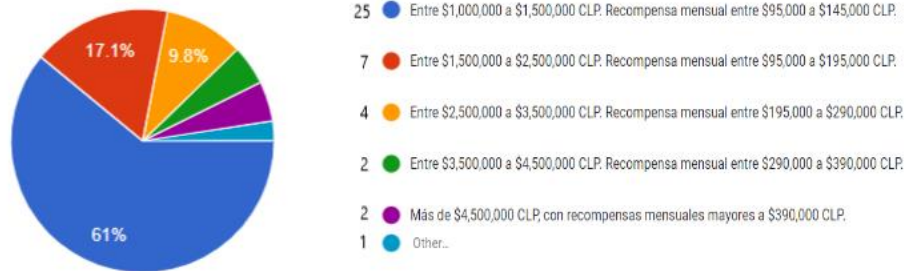 17.1%
9.8%
61%
25 Entre $1,000,000 a $1,500,000 CLP. Recompensa mensual entre $95,000 a $145,000 CLP.
7 Entre $1,500,000 a $2,500,000 CLP. Recompensa mensual entre $95,000 a $195,000 CLP.
4 Entre $2,500,000 a $3,500,000 CLP. Recompensa mensual entre $195,000 a $290,000 CLP.
2 Entre $3,500,000 a $4,500,000 CLP. Recompensa mensual entre $290,000 a $390,000 CLP.
2 Más de $4,500,000 CLP, con recompensas mensuales mayores a $390,000 CLP.
1 Other...